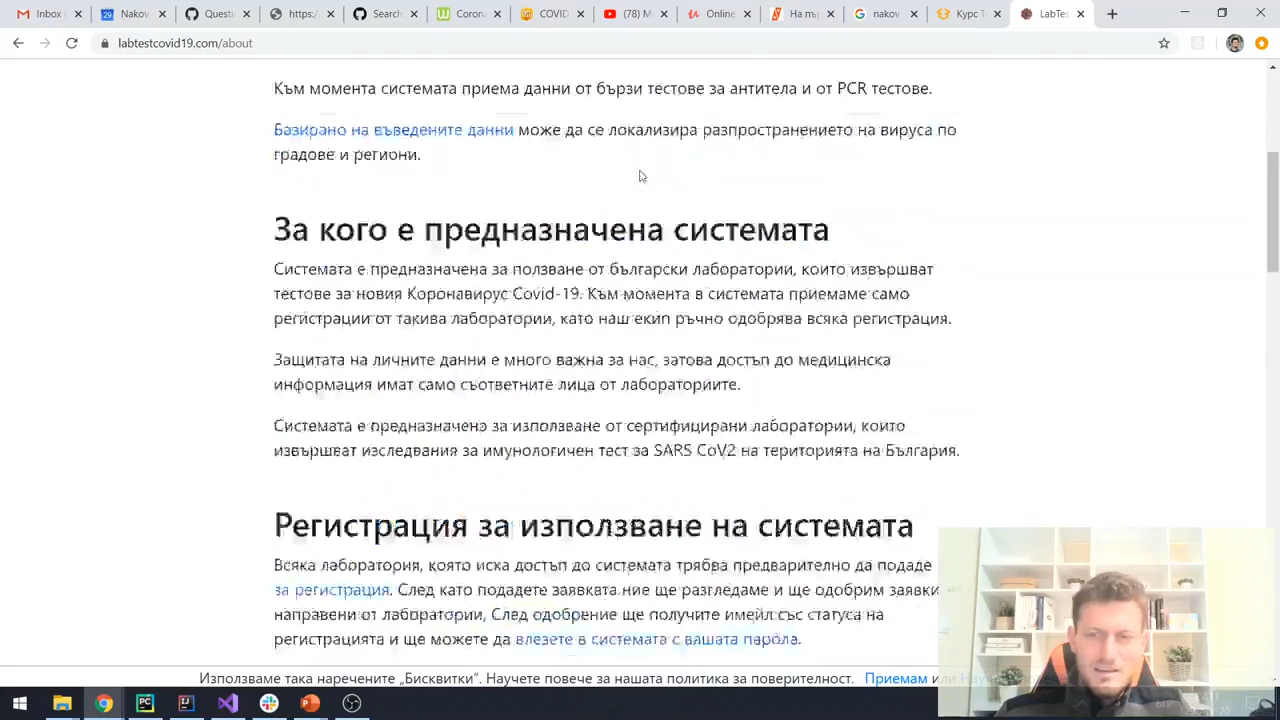 Inbox (
Nakov
Questi
https:/
Search
Corona
COVID
(78) M
Online
На пъ
nakov
Курс Т
LabTes
labtestcovid19.com/about
Към момента системата приема данни от бързи тестове за антитела и от PCR тестове.
Базирано на въведените данни може да се локализира разпространението на вируса по
градове и региони.
За кого е предназначена системата
Системата е предназначена за ползване от български лаборатории, които извършват
тестове за новия Коронавирус Covid-19. Към момента в системата приемаме само
регистрации от такива лаборатории, като наш екип ръчно одобрява всяка регистрация.
Защитата на личните данни е много важна за нас, затова достъп до медицинска
информация имат само съответните лица от лабораториите.
Системата е предназначено за използване от сертифицирани лаборатории, които
извършват изследвания за имунологичен тест за SARS CoV2 на територията на България.
Регистрация за използване на системата
Всяка лаборатория, която иска достъп до системата трябва предварително да подаде
за регистрация. След като подадете заявката ние ще разгледаме и ще одобрим заявки
направени от лаборатории, След одобрение ще получите имейл със статуса на
регистрацията и ще можете да влезете в системата с вашата парола.
Използваме така наречените „Бисквитки". Научете повече за нашата политика за поверителност. Приемам или